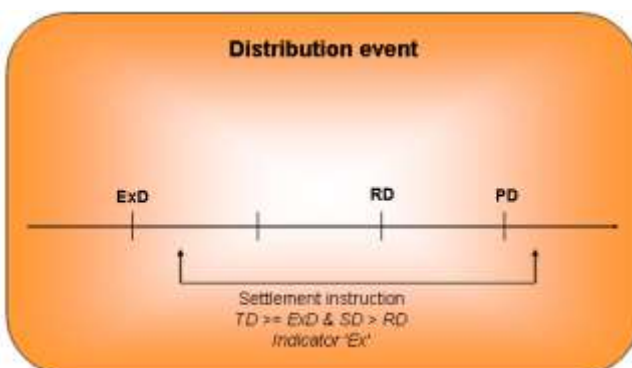 Distribution event
ExD RD PD
Settlement instruction
TD >= ExD & SD > RD
Indicator 'Ex'